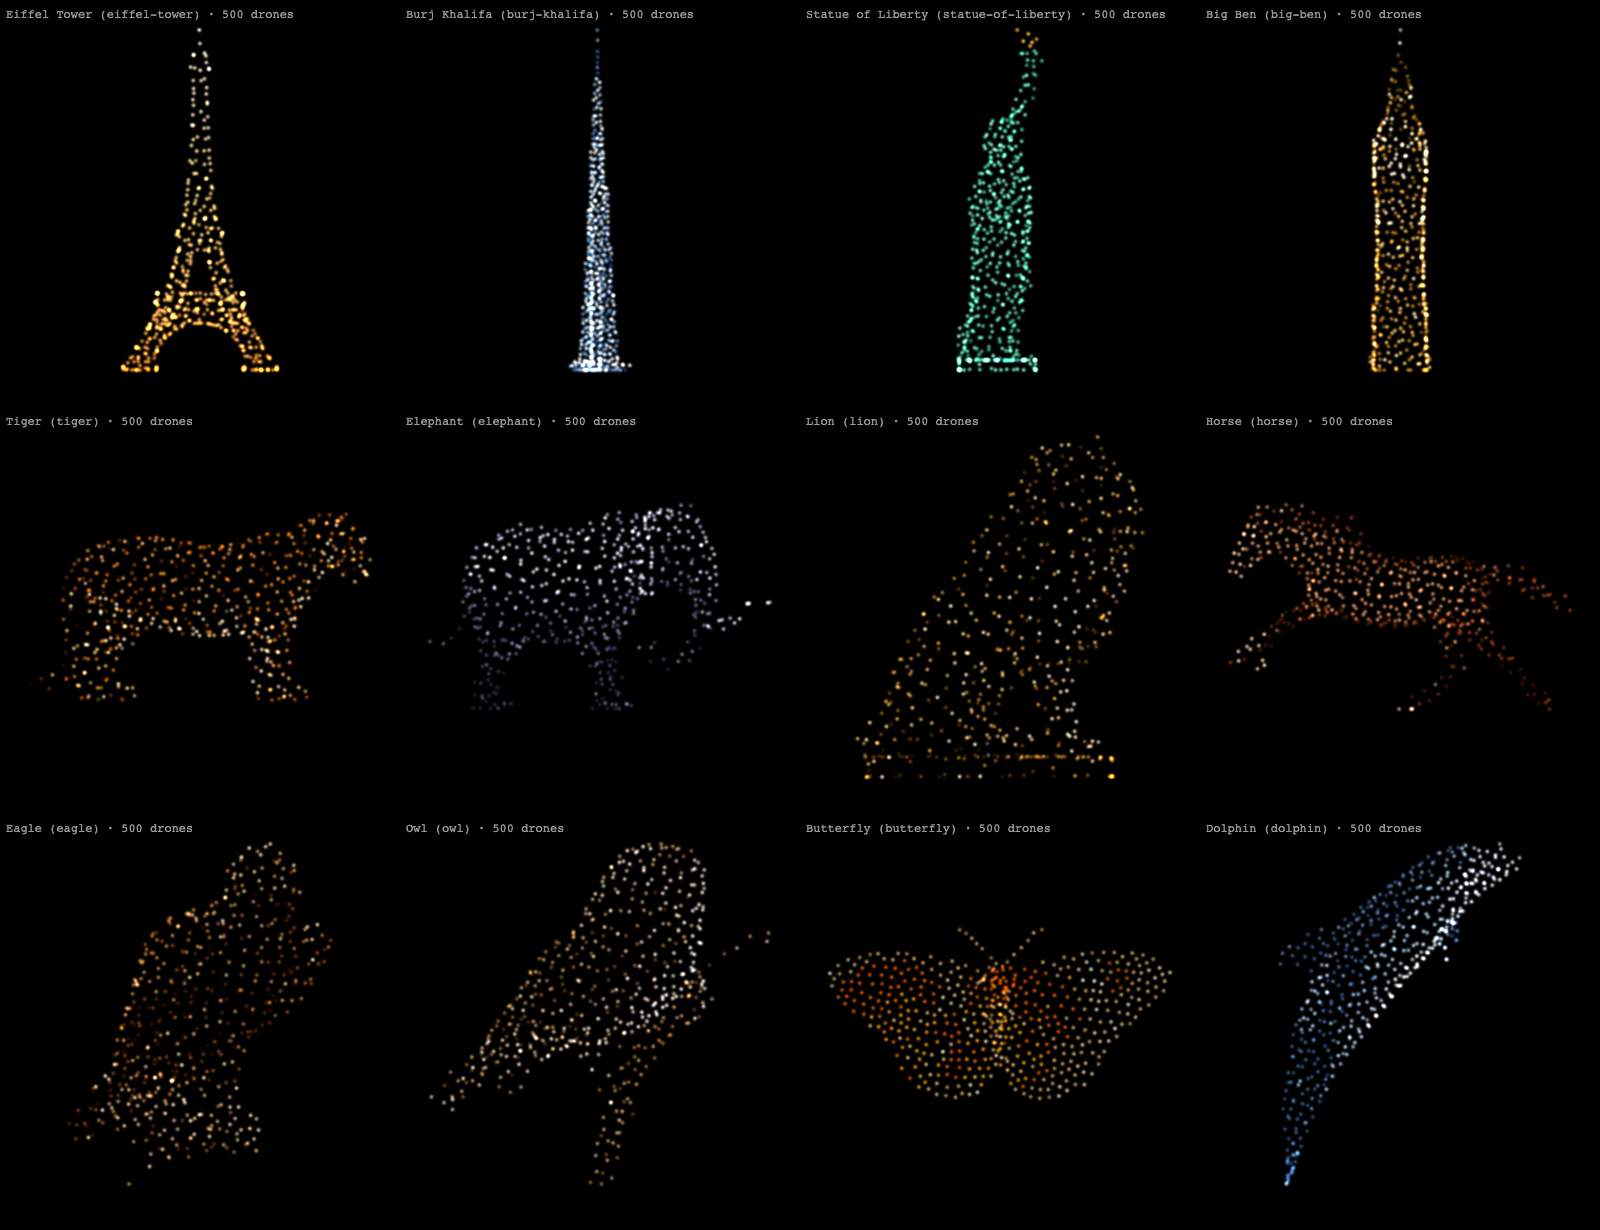 Eiffel Tower (eiffel-tower) · 500 drones
Burj Khalifa (burj-khalifa) · 500 drones
Statue of Liberty (statue-of-liberty) · 500 drones
Big Ben (big-ben) · 500 drones
Tiger (tiger) · 500 drones
Elephant (elephant) · 500 drones
Lion (lion) · 500 drones
Horse (horse) · 500 drones
Eagle (eagle) · 500 drones
Owl (owl) · 500 drones
Butterfly (butterfly) · 500 drones
Dolphin (dolphin) · 500 drones